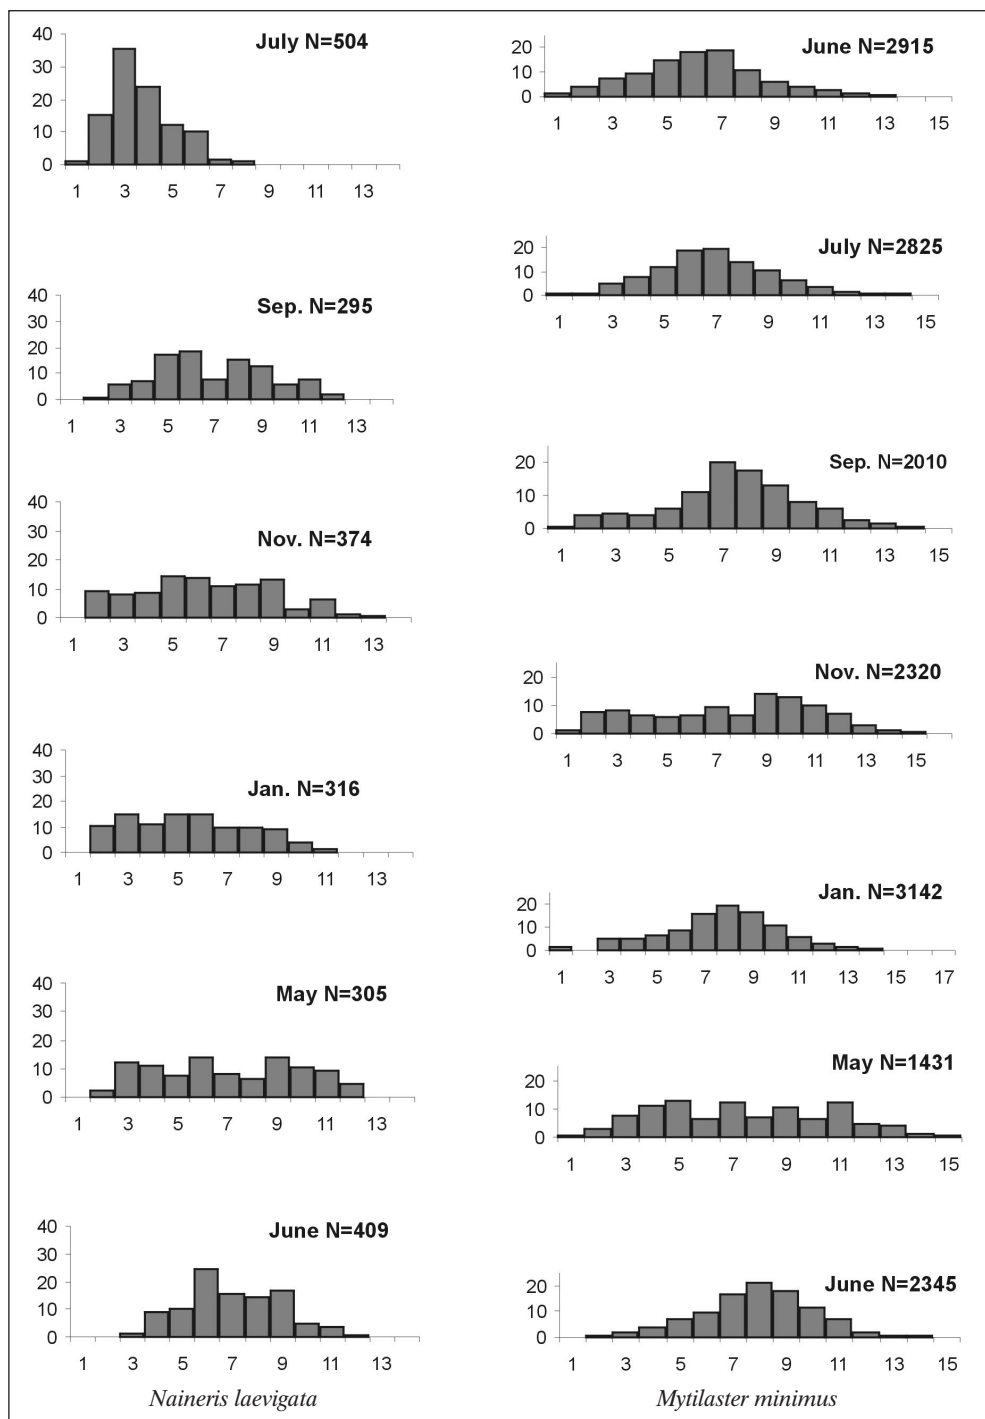 July N=504
40
30
20
10
0
1 3 5 7 9 11 13
Sep. N=295
40
30
20
10
0
1 3 5 7 9 11 13
Nov. N=374
40
30
20
10
0
1 3 5 7 9 11 13
Jan. N=316
40
30
20
10
0
1 3 5 7 9 11 13
May N=305
40
30
20
10
0
1 3 5 7 9 11 13
June N=409
40
30
20
10
0
1 3 5 7 9 11 13
Naineris laevigata
June N=2915
20
10
0
1 3 5 7 9 11 13 15
July N=2825
20
10
0
1 3 5 7 9 11 13 15
Sep. N=2010
20
10
0
1 3 5 7 9 11 13 15
Nov. N=2320
20
10
0
1 3 5 7 9 11 13 15
Jan. N=3142
20
10
0
1 3 5 7 9 11 13 15 17
May N=1431
20
10
0
1 3 5 7 9 11 13 15
June N=2345
20
10
0
1 3 5 7 9 11 13 15
Mytilaster minimus